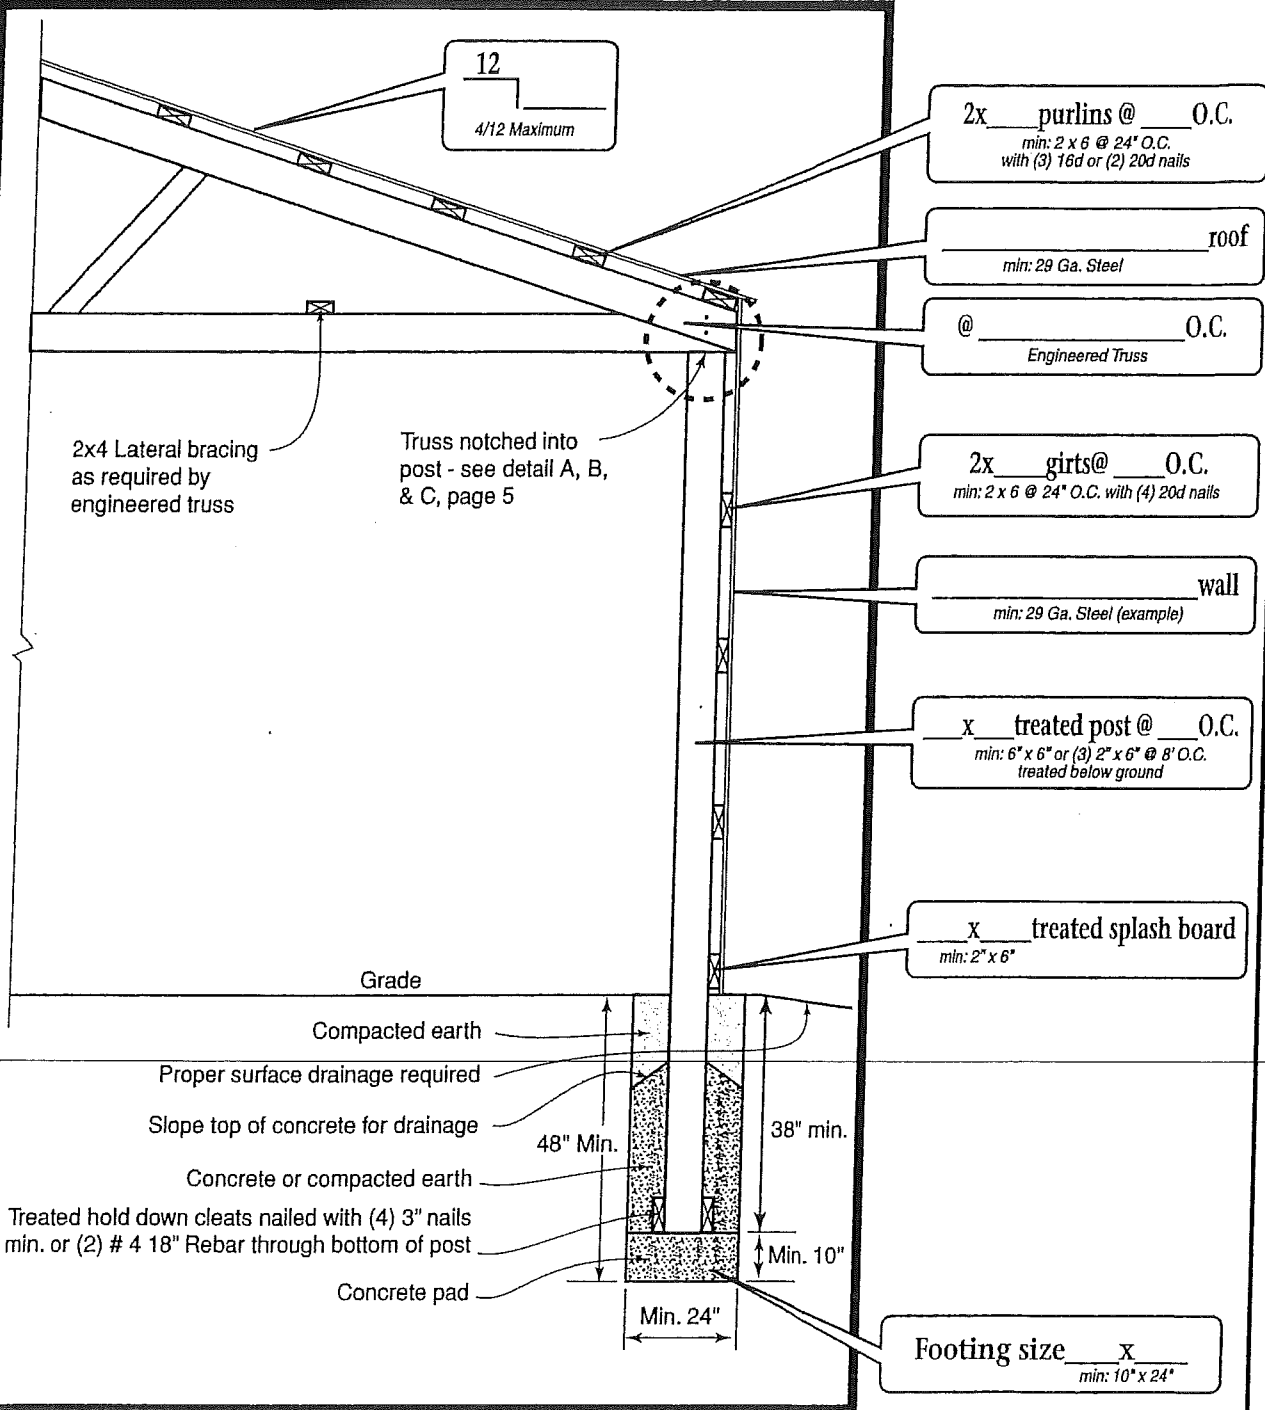 12
4/12 Maximum
2x___purlins @ ___O.C.
min: 2 x 6 @ 24" O.C.
with (3) 16d or (2) 20d nails
___roof
min: 29 Ga. Steel
@ ___O.C.
Engineered Truss
2x4 Lateral bracing
as required by
engineered truss
Truss notched into
post - see detail A, B,
& C, page 5
2x___girts@ ___O.C.
min: 2 x 6 @ 24" O.C. with (4) 20d nails
___wall
min: 29 Ga. Steel (example)
___x___treated post @ ___O.C.
min: 6" x 6" or (3) 2" x 6" @ 8' O.C.
treated below ground
___x___treated splash board
min: 2" x 6"
Grade
Compacted earth
Proper surface drainage required
Slope top of concrete for drainage
48" Min.
38" min.
Concrete or compacted earth
Treated hold down cleats nailed with (4) 3" nails
min. or (2) # 4 18" Rebar through bottom of post
Min. 10"
Concrete pad
Min. 24"
Footing size___x___
min: 10" x 24"